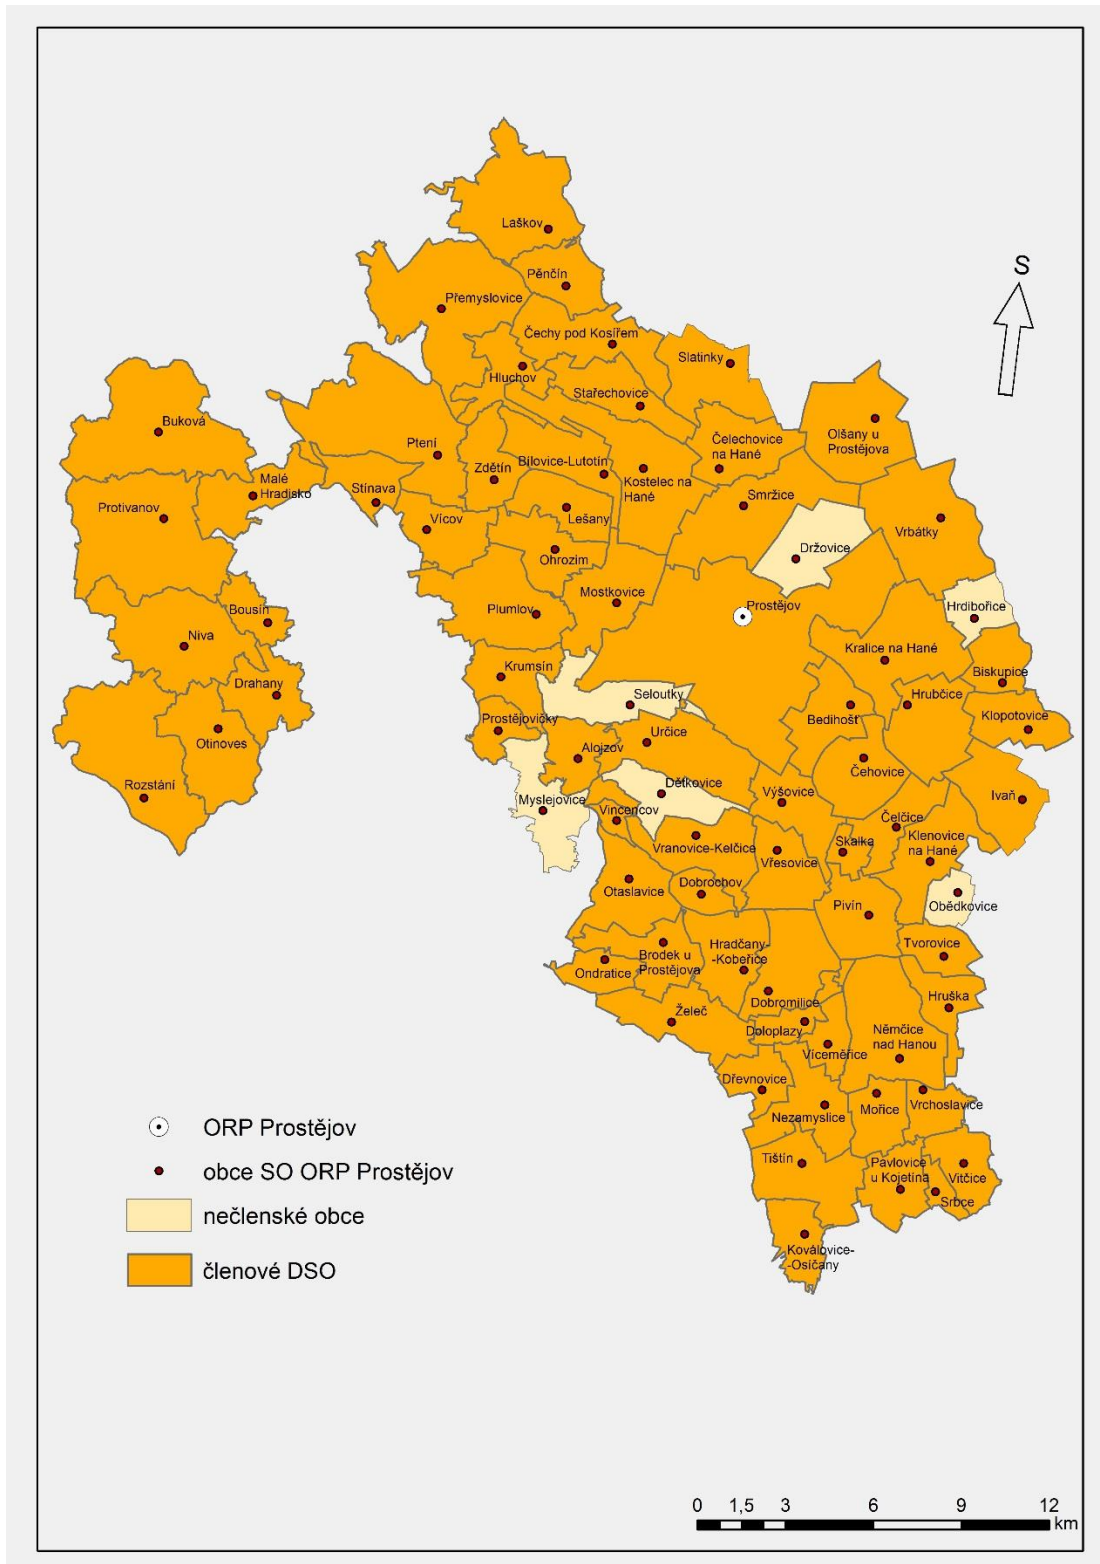 Laškov
S
Pěnčín
Přemyslovice
Čechy pod Kosířem
Slatinky
Hluchov
Stařechovice
Buková
Olšany u
Prostějova
Ptení
Bílovice-Lutotín
Čelechovice
na Hané
Zdětín
Kostelec na
Hané
Malé
Hradisko
Stínava
Smržice
Protivanov
Lešany
Vícov
Vrbátky
Držovice
Ohrozim
Mostkovice
Prostějov
Hrdibořice
Bousín
Plumlov
Niva
Kralice na Hané
Krumsín
Biskupice
Drahany
Seloutky
Hrubčice
Prostějovičky
Bedihošť
Klopotovice
Otinoves
Určice
Alojzov
Čehovice
Rozstání
Dětkovice
Výšovice
Ivaň
Myslejovice
Vincencov
Čelčice
Klenovice
na Hané
Vranovice-Kelčice
Skalka
Vřesovice
Otaslavice
Dobrochov
Obědkovice
Pivín
Hradčany-
-Kobeřice
Tvorovice
Brodek u
Prostějova
Ondratice
Dobromilice
Hruška
Želeč
Doloplazy
Němčice
nad Hanou
Víceměřice
Dřevnovice
Nezamyslice
Mořice
Vrchoslavice
Tištín
Pavlovice
u Kojetína
Vitčice
Srbce
Koválovice-
-Osíčany
ORP Prostějov
obce SO ORP Prostějov
nečlenské obce
členové DSO
0 1,5 3 6 9 12
km